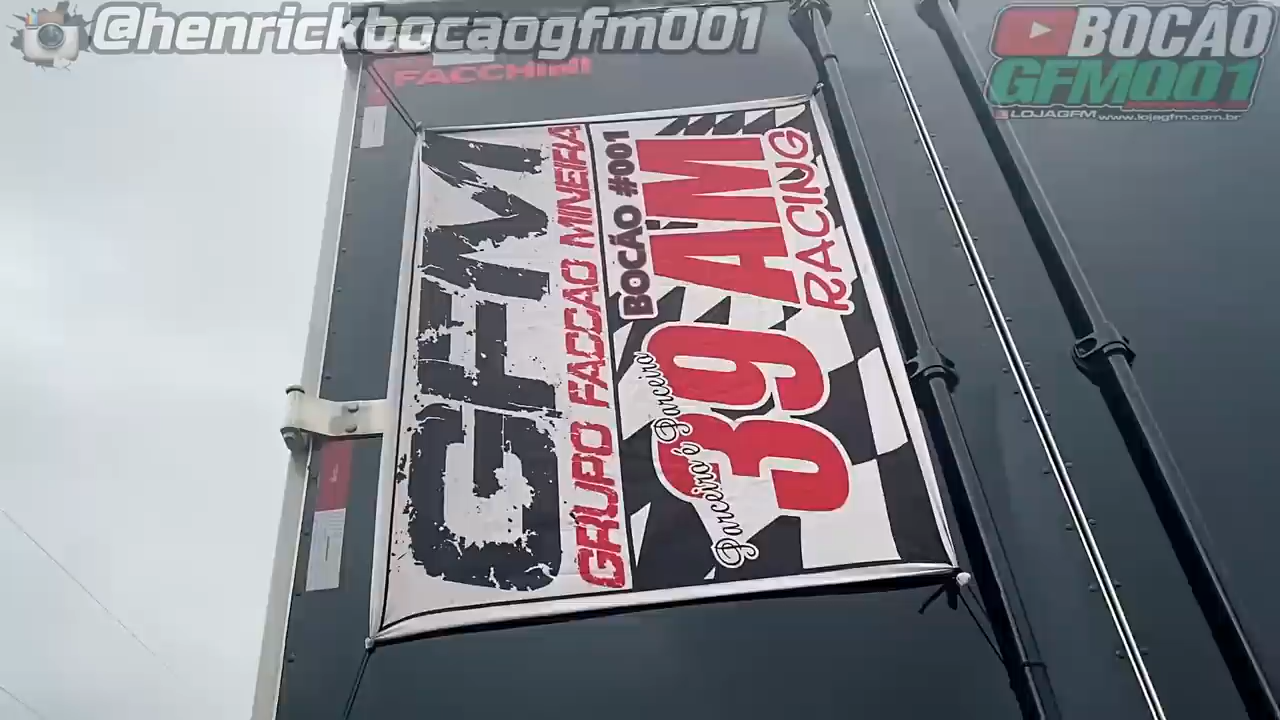 @henrickbocaogfm001
BOCÃO
GFM001
LOJAGFM www.lojagfm.com.br
FACCHINI
GFM
GRUPO FACCÃO MINEIRA
BOCÃO #001
39 AM
RACING
Parceiro é Parceiro